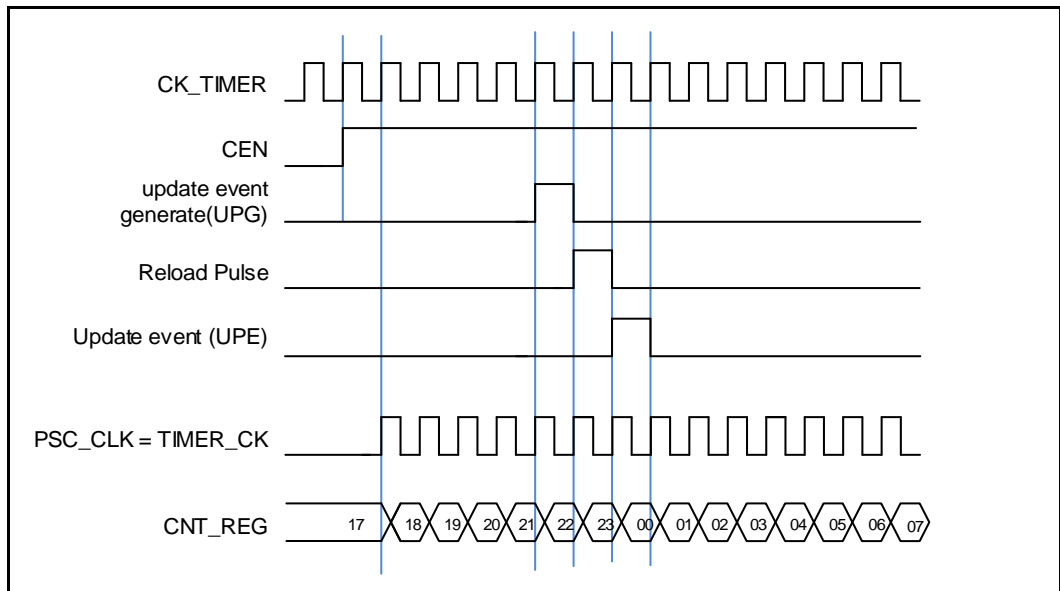 CK_TIMER
CEN
update event
generate(UPG)
Reload Pulse
Update event (UPE)
PSC_CLK = TIMER_CK
CNT_REG 17 18 19 20 21 22 23 00 01 02 03 04 05 06 07